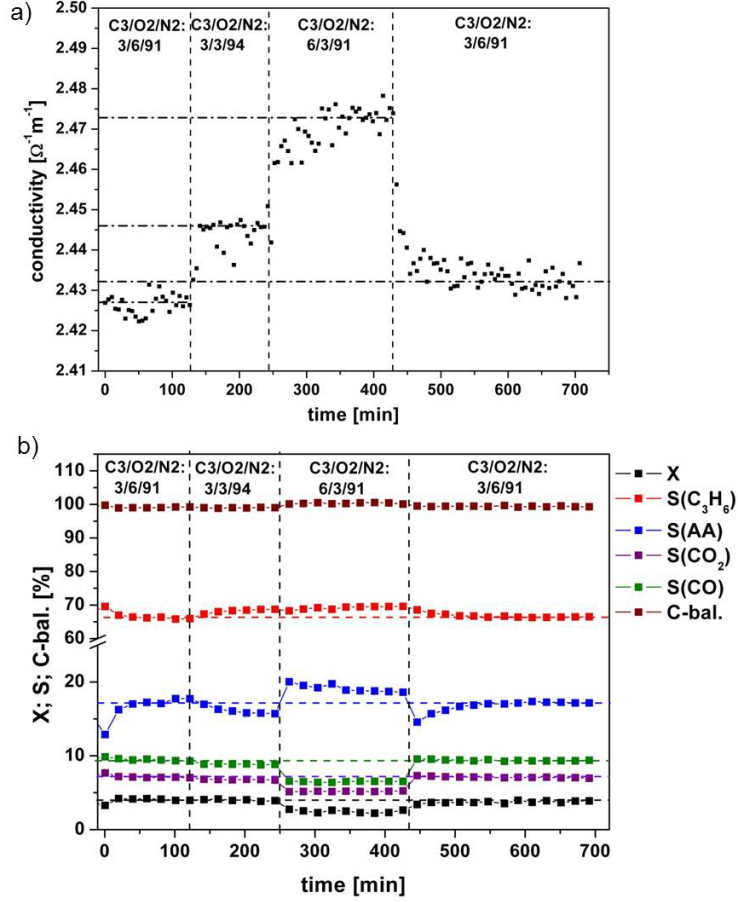 a)
2.50
2.49
2.48
2.47
2.46
2.45
2.44
2.43
2.42
2.41
conductivity [Ω⁻¹m⁻¹]
C3/O2/N2: C3/O2/N2: C3/O2/N2: C3/O2/N2:
3/6/91 3/3/94 6/3/91 3/6/91
0 100 200 300 400 500 600 700
time [min]
b)
110
100
90
80
70
60
20
10
0
X; S; C-bal. [%]
C3/O2/N2: C3/O2/N2: C3/O2/N2: C3/O2/N2:
3/6/91 3/3/94 6/3/91 3/6/91
0 100 200 300 400 500 600 700
time [min]
X
S(C₃H₆)
S(AA)
S(CO₂)
S(CO)
C-bal.